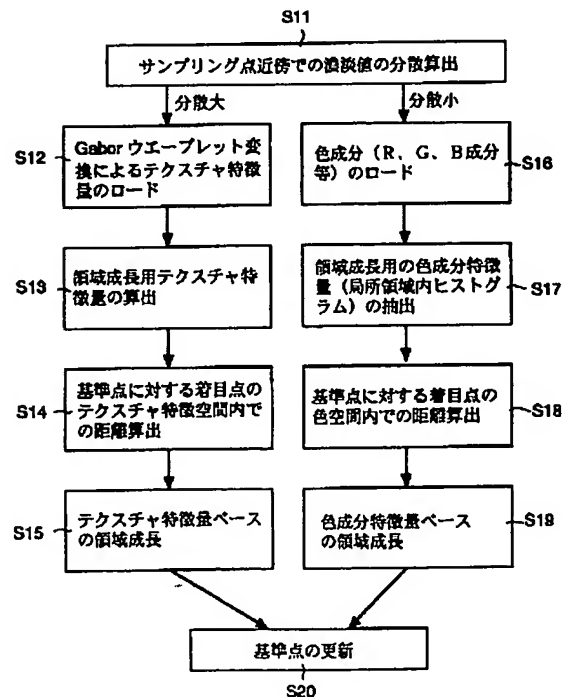 S11
サンプリング点近傍での濃淡値の分散算出
分散大
分散小
S12
Gabor ウエーブレット変
換によるテクスチャ特徴
量のロード
色成分（R、G、B成分
等）のロード
S16
S13
領域成長用テクスチャ特
徴量の算出
領域成長用の色成分特徴
量（局所領域内ヒストグ
ラム）の抽出
S17
S14
基準点に対する着目点の
テクスチャ特徴空間内で
の距離算出
基準点に対する着目点の
色空間内での距離算出
S18
S15
テクスチャ特徴量ベース
の領域成長
色成分特徴量ベース
の領域成長
S19
基準点の更新
S20